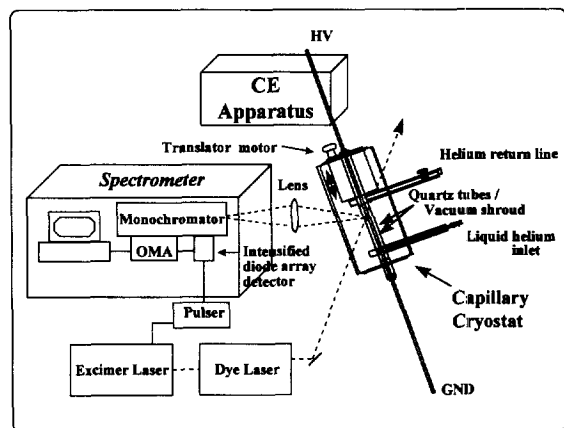 HV
CE
Apparatus
Translator motor
Helium return line
Spectrometer
Lens
Quartz tubes /
Vacuum shroud
Monochromator
Liquid helium
inlet
OMA
Intensified
diode array
detector
Capillary
Cryostat
Pulser
Excimer Laser
Dye Laser
GND